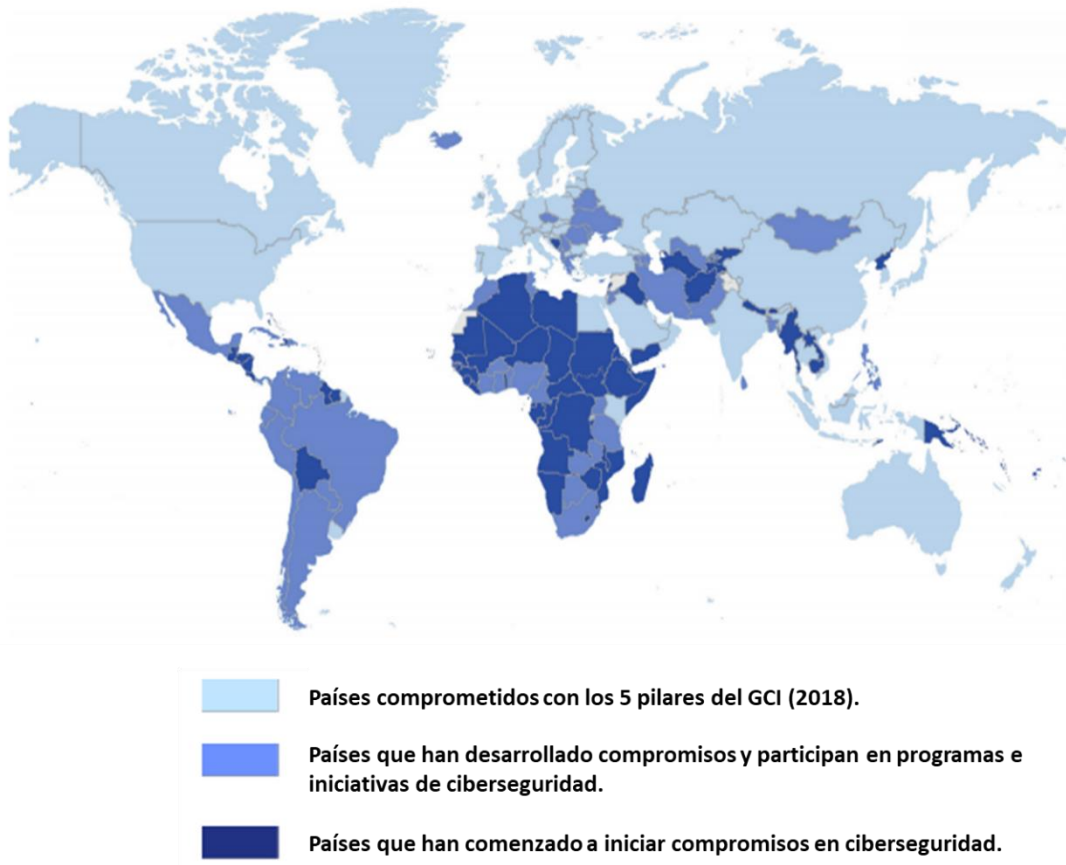 Países comprometidos con los 5 pilares del GCI (2018).
Países que han desarrollado compromisos y participan en programas e
iniciativas de ciberseguridad.
Países que han comenzado a iniciar compromisos en ciberseguridad.